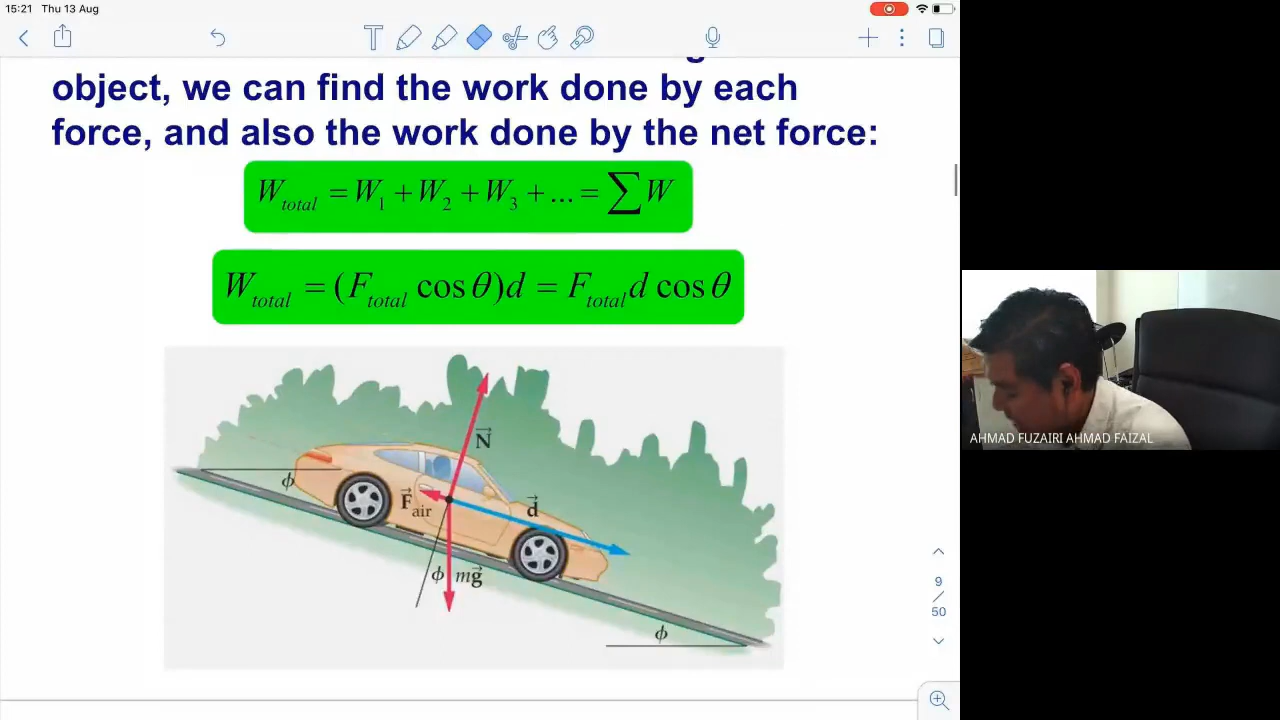 15:21 Thu 13 Aug
object, we can find the work done by each
force, and also the work done by the net force:
W_total = W_1 + W_2 + W_3 + ... = ∑W
W_total = (F_total cos θ)d = F_total d cos θ
N
ϕ
F_air
d
ϕ mg
ϕ
9
/
50
AHMAD FUZAIRI AHMAD FAIZAL